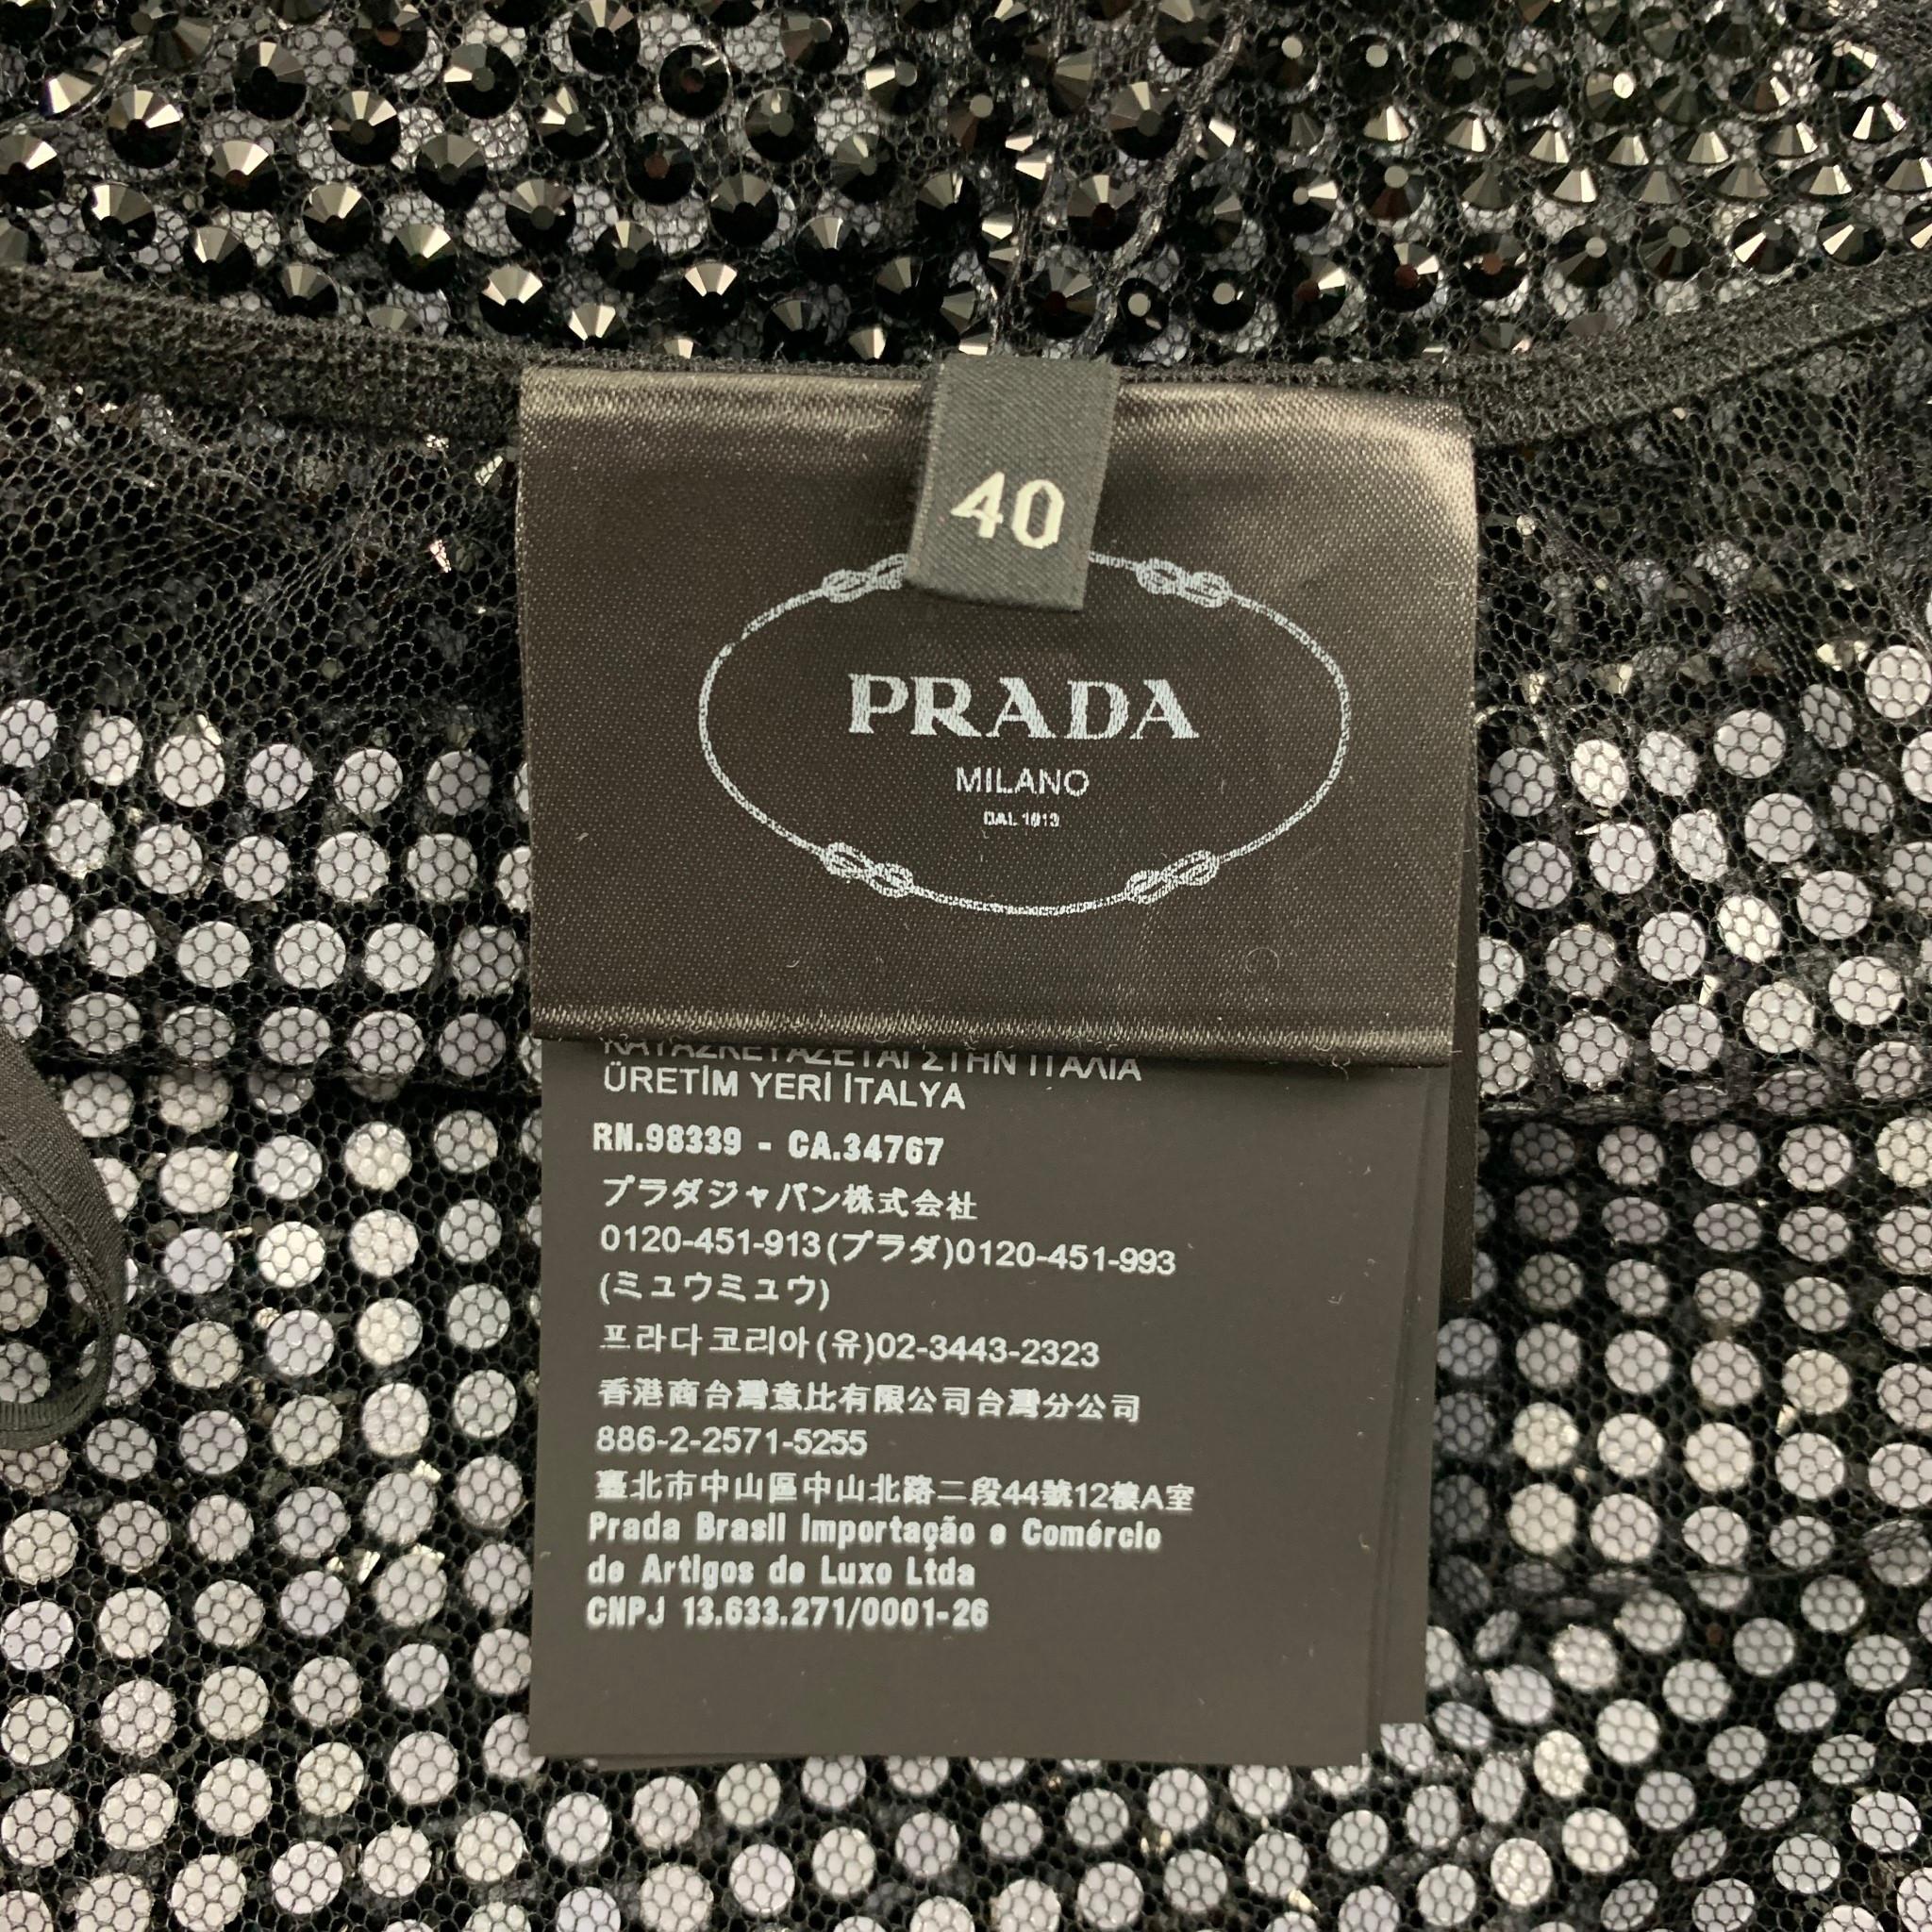 40
PRADA
MILANO
DAL 1913
ΚΑΤΑΣΚΕΥΑΖΕΤΑΙ ΣΤΗΝ ΙΤΑΛΙΑ
ÜRETİM YERİ İTALYA
RN.98339 - CA.34767
プラダジャパン株式会社
0120-451-913(プラダ)0120-451-993
(ミュウミュウ)
프라다코리아(유)02-3443-2323
香港商台灣意比有限公司台灣分公司
886-2-2571-5255
臺北市中山區中山北路二段44號12樓A室
Prada Brasil Importação e Comércio
de Artigos de Luxo Ltda
CNPJ 13.633.271/0001-26